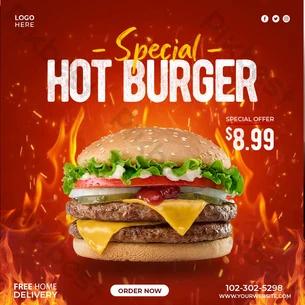 LOGO
HERE
Special
HOT BURGER
SPECIAL OFFER
$8.99
FREE HOME
DELIVERY
ORDER NOW
102-302-5298
WWW.YOURWEBSITE.COM